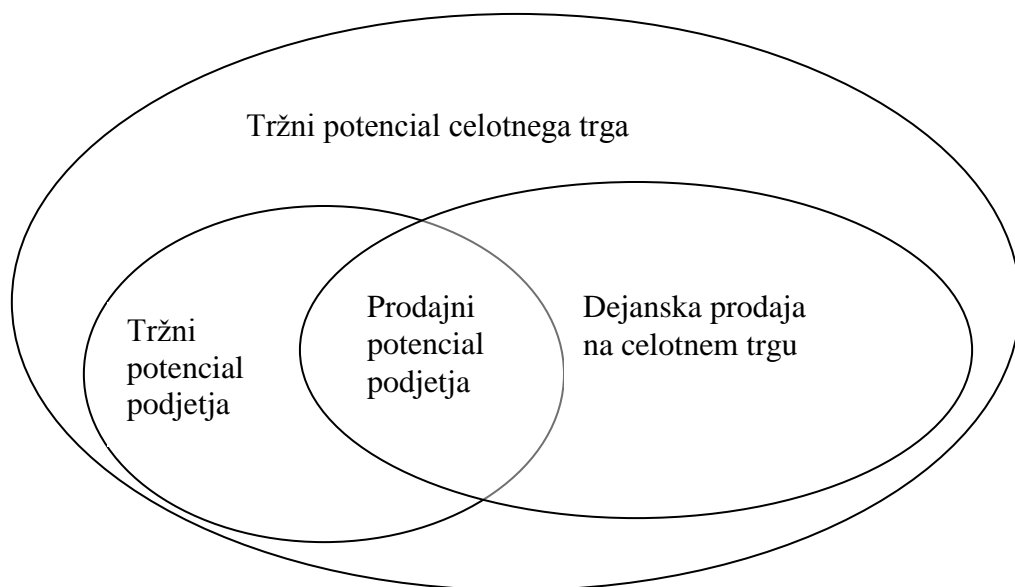 Tržni potencial celotnega trga
Tržni
potencial
podjetja
Prodajni
potencial
podjetja
Dejanska prodaja
na celotnem trgu